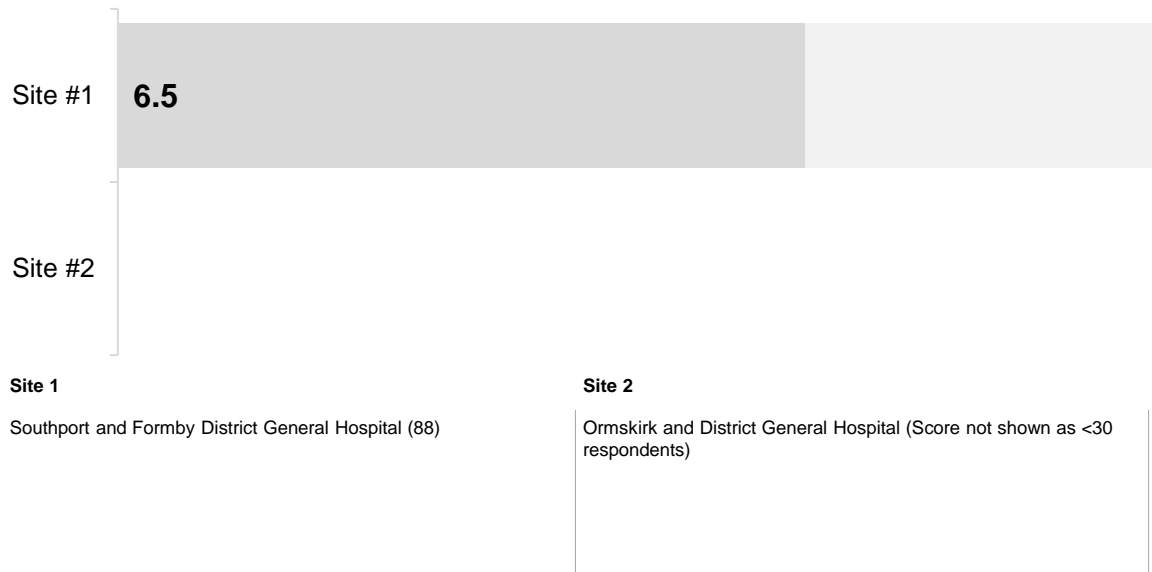 Site #1
6.5
Site #2
Site 1
Site 2
Southport and Formby District General Hospital (88)
Ormskirk and District General Hospital (Score not shown as <30
respondents)